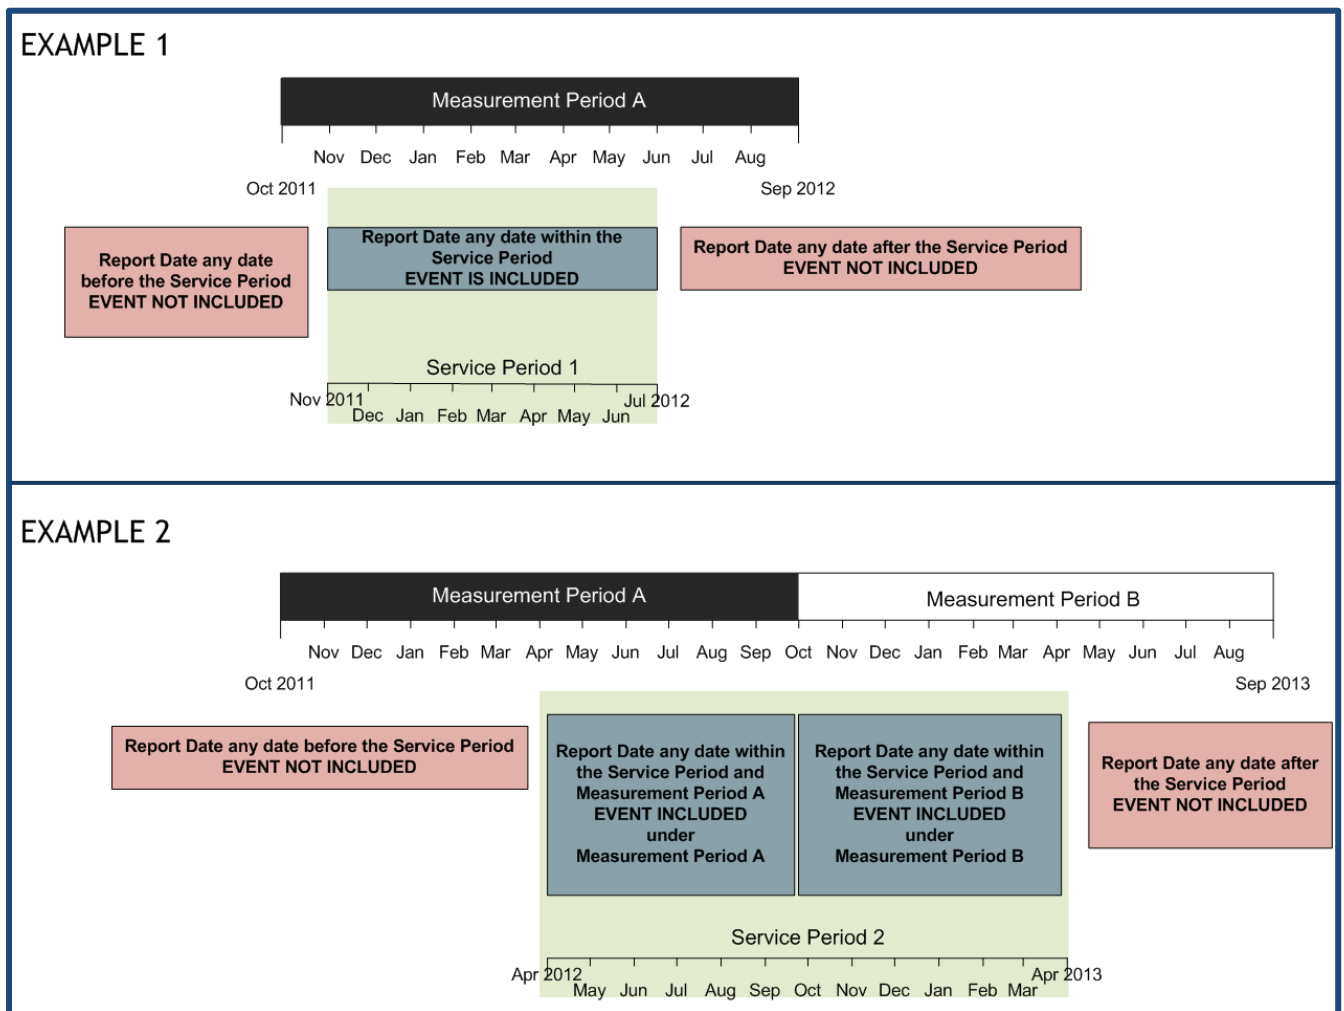 EXAMPLE 1
Measurement Period A
Nov Dec Jan Feb Mar Apr May Jun Jul Aug
Oct 2011 Sep 2012
Report Date any date
before the Service Period
EVENT NOT INCLUDED
Report Date any date within the
Service Period
EVENT IS INCLUDED
Report Date any date after the Service Period
EVENT NOT INCLUDED
Service Period 1
Nov 2011 Jul 2012
Dec Jan Feb Mar Apr May Jun
EXAMPLE 2
Measurement Period A
Measurement Period B
Nov Dec Jan Feb Mar Apr May Jun Jul Aug Sep Oct Nov Dec Jan Feb Mar Apr May Jun Jul Aug
Oct 2011 Sep 2013
Report Date any date before the Service Period
EVENT NOT INCLUDED
Report Date any date within
the Service Period and
Measurement Period A
EVENT INCLUDED
under
Measurement Period A
Report Date any date within
the Service Period and
Measurement Period B
EVENT INCLUDED
under
Measurement Period B
Report Date any date after
the Service Period
EVENT NOT INCLUDED
Service Period 2
Apr 2012 Apr 2013
May Jun Jul Aug Sep Oct Nov Dec Jan Feb Mar